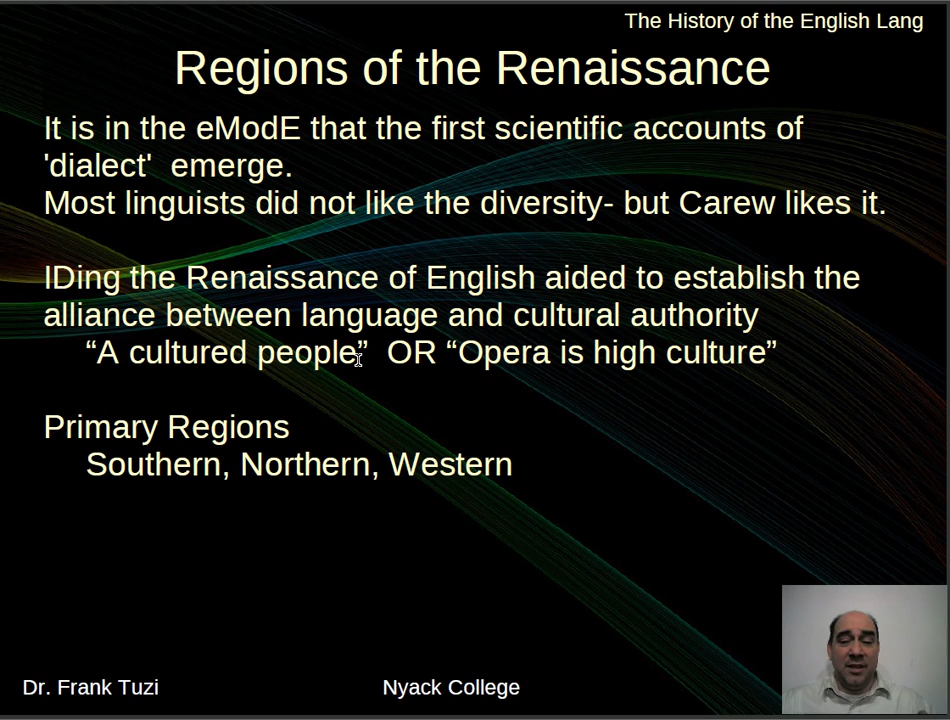 The History of the English Lang
Regions of the Renaissance
It is in the eModE that the first scientific accounts of
'dialect'  emerge.
Most linguists did not like the diversity- but Carew likes it.
IDing the Renaissance of English aided to establish the
alliance between language and cultural authority
“A cultured people”  OR “Opera is high culture”
Primary Regions
Southern, Northern, Western
Dr. Frank Tuzi
Nyack College